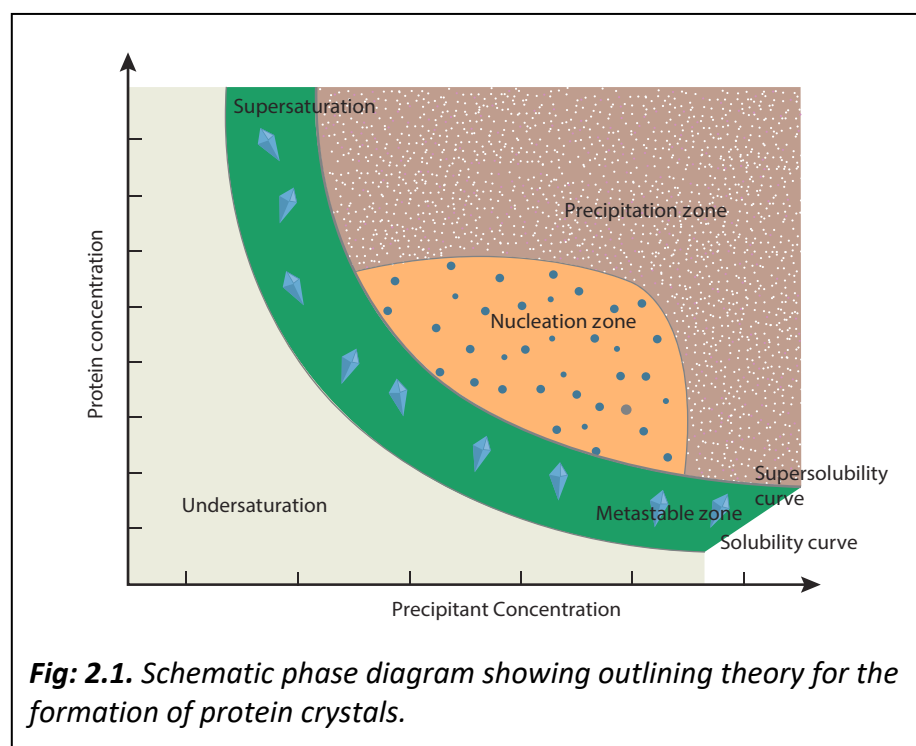 Supersaturation
Precipitation zone
Nucleation zone
Protein concentration
Supersolubility
curve
Undersaturation
Metastable zone
Solubility curve
Precipitant Concentration
Fig: 2.1. Schematic phase diagram showing outlining theory for the
formation of protein crystals.